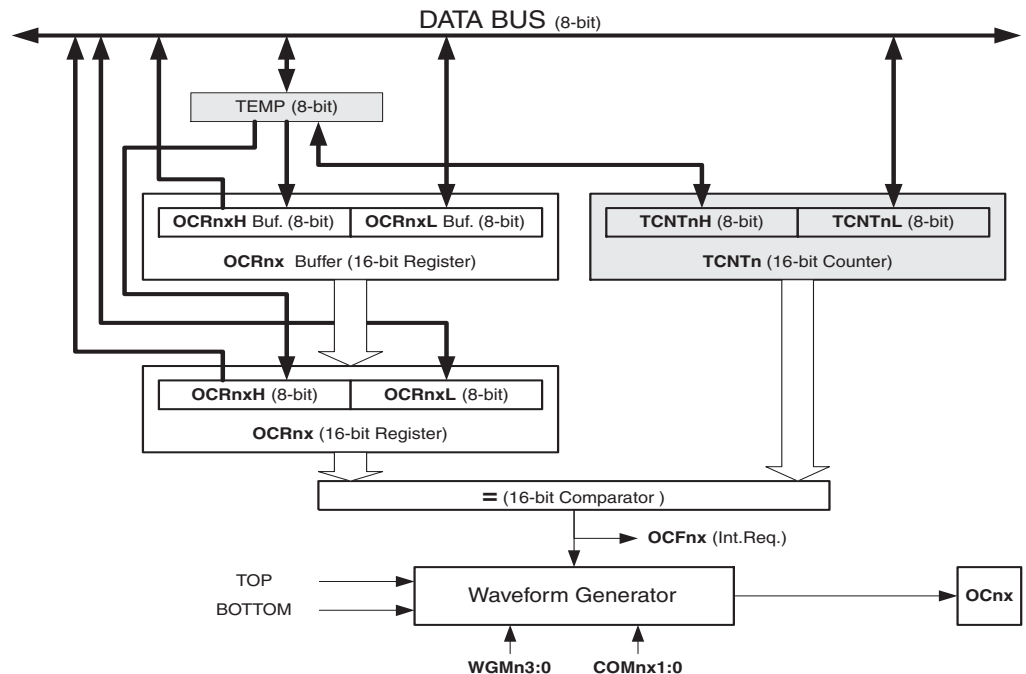 DATA BUS (8-bit)
TEMP (8-bit)
OCRnxH Buf. (8-bit) OCRnxL Buf. (8-bit) TCNTnH (8-bit) TCNTnL (8-bit)
OCRnx Buffer (16-bit Register) TCNTn (16-bit Counter)
OCRnxH (8-bit) OCRnxL (8-bit)
OCRnx (16-bit Register)
= (16-bit Comparator )
OCFnx (Int.Req.)
TOP
BOTTOM
Waveform Generator
OCnx
WGMn3:0 COMnx1:0